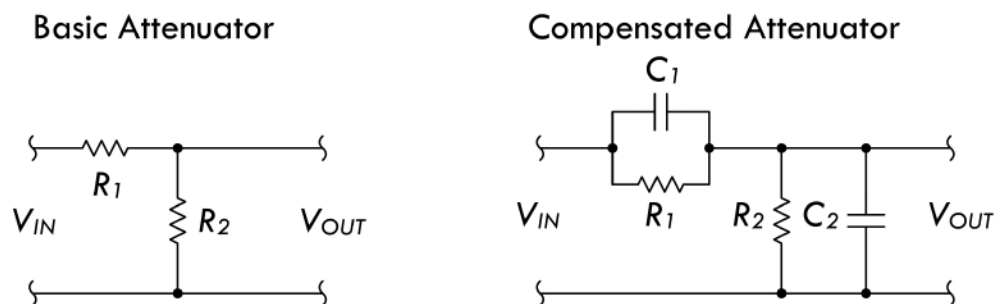 Basic Attenuator
R1
VIN
R2
VOUT
Compensated Attenuator
C1
R1
VIN
R2
C2
VOUT